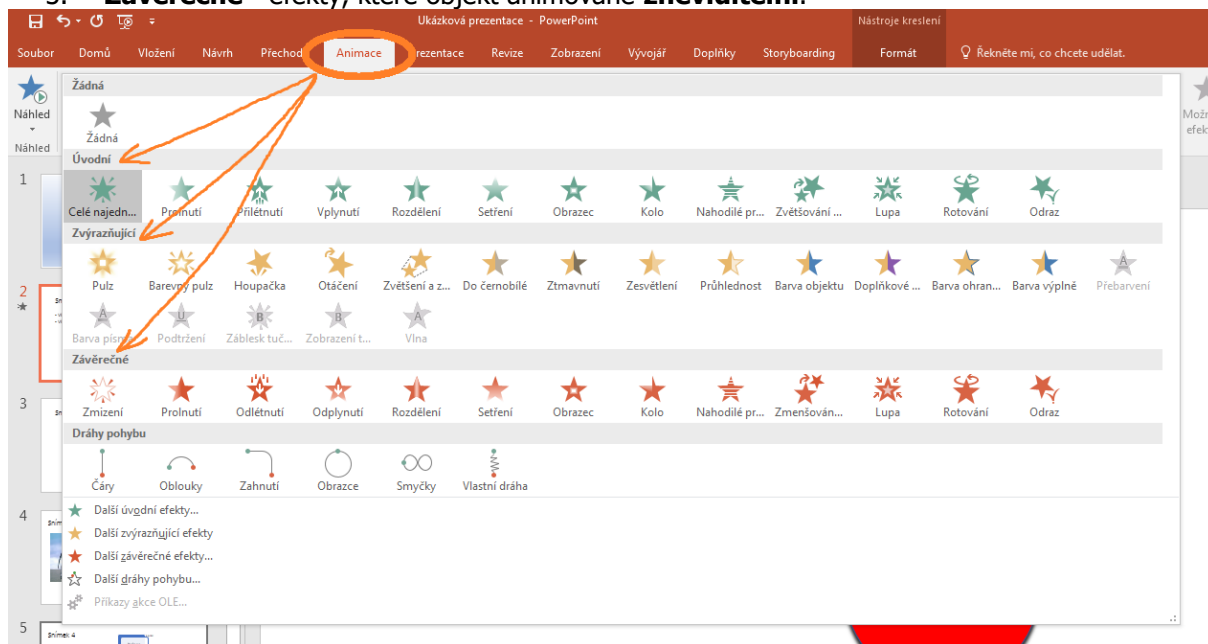 3. "Závěrečné" efekty, které objekt animovaně zneviditelní.
Ukázková prezentace - PowerPoint
Nástroje kreslení
Soubor Domů Vložení Návrh Přechod Animace Prezentace Revize Zobrazení Vývojář Doplňky Storyboarding Formát Řekněte mi, co chcete udělat.
Náhled
Náhled
Žádná
Žádná
Úvodní
Celé najedn... Prolnutí Přilétnutí Vplynutí Rozdělení Setření Obrazec Kolo Nahodilé pr... Zvětšování ... Lupa Rotování Odraz
Zvýrazňující
Pulz Barevný pulz Houpačka Otáčení Zvětšení a z... Do černobílé Ztmavnutí Zesvětlení Průhlednost Barva objektu Doplňkové ... Barva ohran... Barva výplně Přebarvení
Barva písma Podtržení Záblesk tuč... Zobrazení t... Vlna
Závěrečné
Zmizení Prolnutí Odlétnutí Odplynutí Rozdělení Setření Obrazec Kolo Nahodilé pr... Zmenšován... Lupa Rotování Odraz
Dráhy pohybu
Čáry Oblouky Zahnutí Obrazce Smyčky Vlastní dráha
Další úvodní efekty...
Další zvýrazňující efekty
Další závěrečné efekty...
Další dráhy pohybu...
Příkazy akce OLE...
1
2
3
4
5 Snímek 4